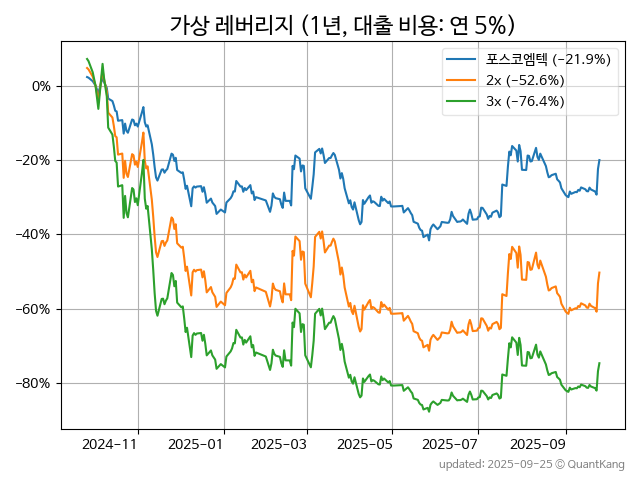 가상 레버리지 (1년, 대출 비용: 연 5%)
포스코엠텍 (−21.9%)
2x (−52.6%)
3x (−76.4%)
0%
−20%
−40%
−60%
−80%
2024−11 2025−01 2025−03 2025−05 2025−07 2025−09
updated: 2025-09-25 © QuantKang